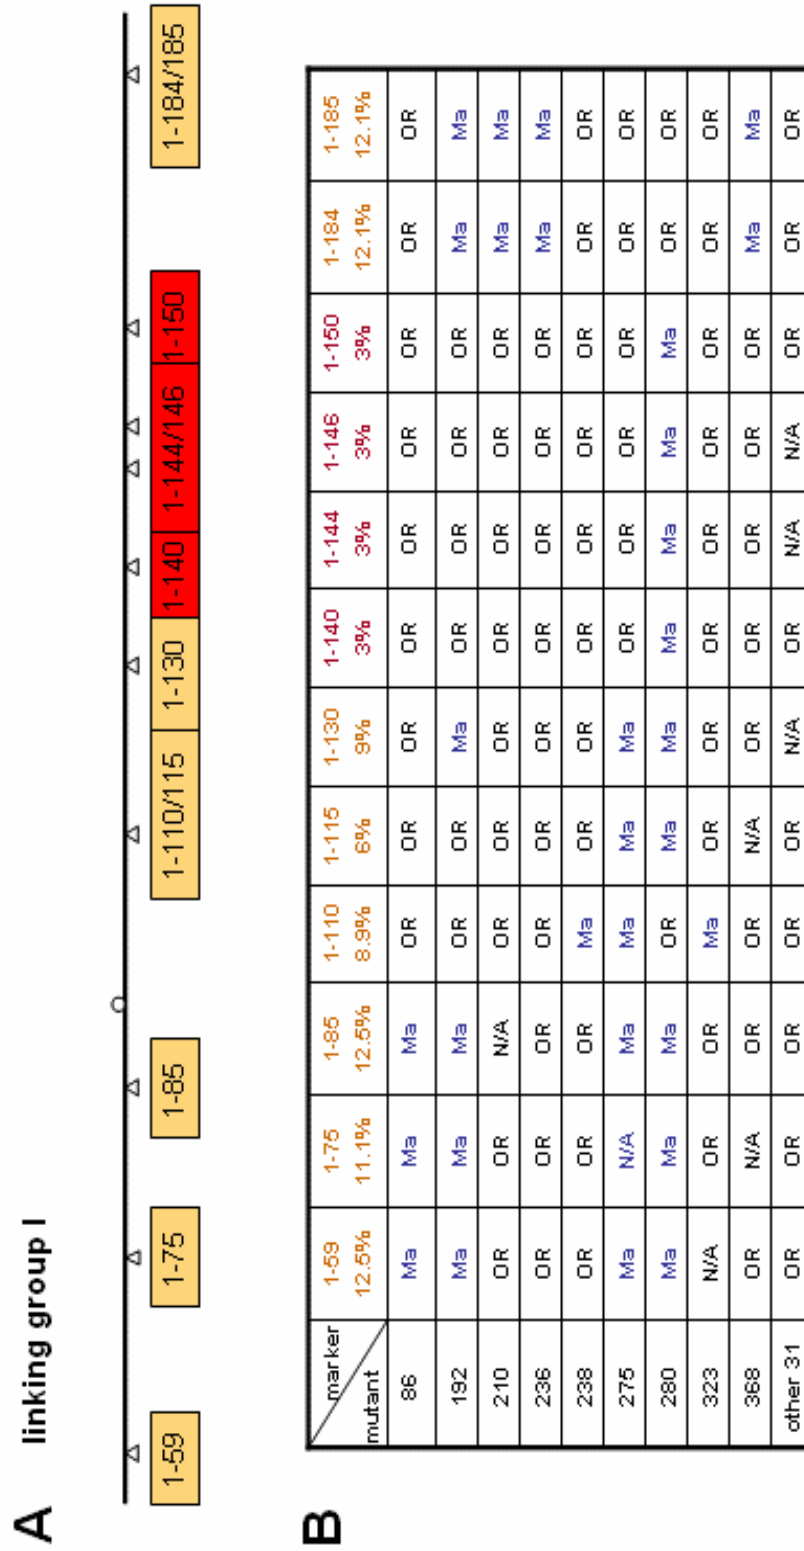 A linking group I
1-59 1-75 1-85 1-110/115 1-130 1-140 1-144/146 1-150 1-184/185
B
marker 1-59 1-75 1-85 1-110 1-115 1-130 1-140 1-144 1-146 1-150 1-184 1-185
mutant 12.5% 11.1% 12.5% 8.9% 6% 9% 3% 3% 3% 3% 12.1% 12.1%
86 Ma Ma Ma OR OR OR OR OR OR OR OR OR
192 Ma Ma Ma OR OR Ma OR OR OR OR Ma Ma
210 OR OR N/A OR OR OR OR OR OR OR Ma Ma
236 OR OR OR OR OR OR OR OR OR OR Ma Ma
238 OR OR OR Ma OR OR OR OR OR OR OR OR
275 Ma N/A Ma Ma Ma Ma OR OR OR OR OR OR
280 Ma Ma Ma OR Ma Ma Ma Ma Ma Ma OR OR
323 N/A OR OR Ma OR OR OR OR OR OR OR OR
368 OR N/A OR OR N/A OR OR OR OR OR Ma Ma
other 31 OR OR OR OR OR N/A OR N/A N/A OR OR OR